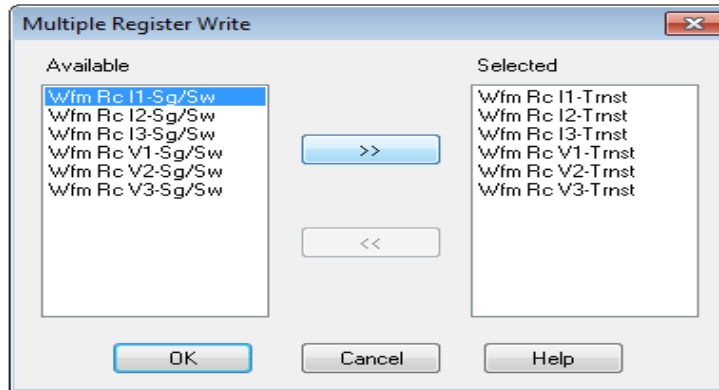 Multiple Register Write
Available
Selected
Wfm Rc I1-Sg/Sw
Wfm Rc I2-Sg/Sw
Wfm Rc I3-Sg/Sw
Wfm Rc V1-Sg/Sw
Wfm Rc V2-Sg/Sw
Wfm Rc V3-Sg/Sw
>>
<<
Wfm Rc I1-Trnst
Wfm Rc I2-Trnst
Wfm Rc I3-Trnst
Wfm Rc V1-Trnst
Wfm Rc V2-Trnst
Wfm Rc V3-Trnst
OK
Cancel
Help